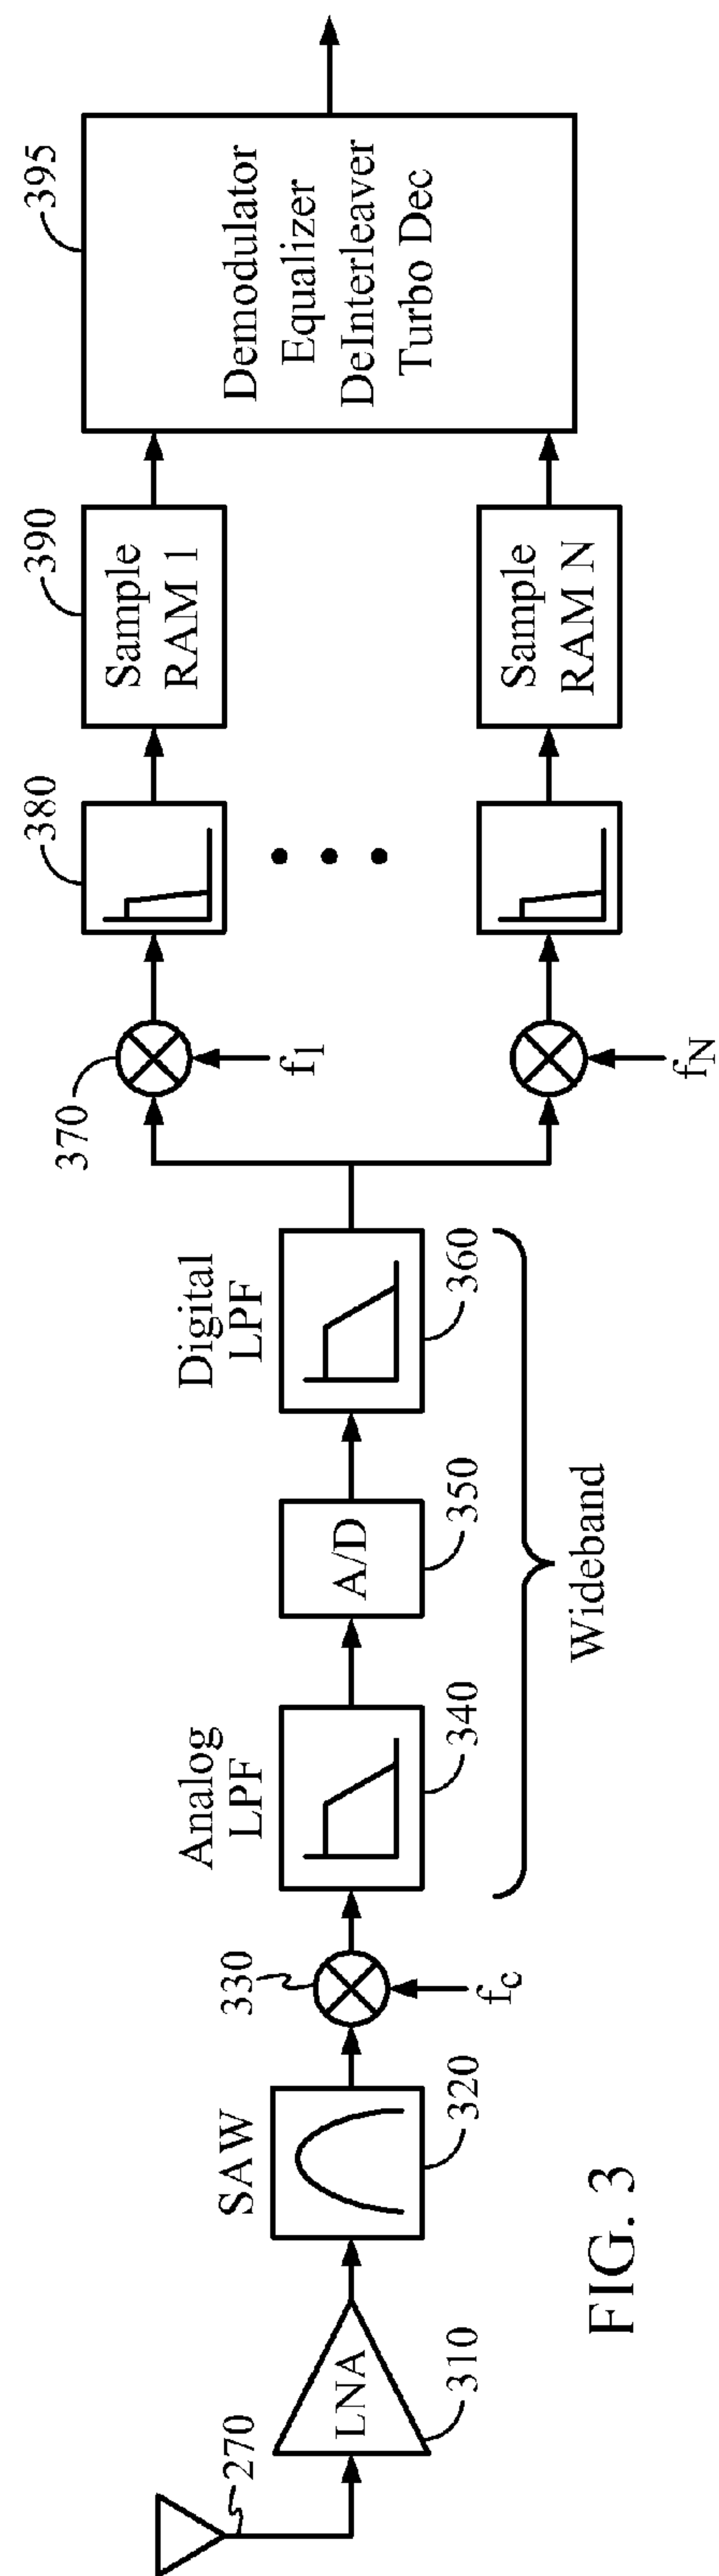 270
LNA
310
SAW
320
330
fc
Analog
LPF
340
A/D
350
Digital
LPF
360
Wideband
370
f1
fN
380
390
Sample
RAM 1
Sample
RAM N
395
Demodulator
Equalizer
DeInterleaver
Turbo Dec
FIG. 3